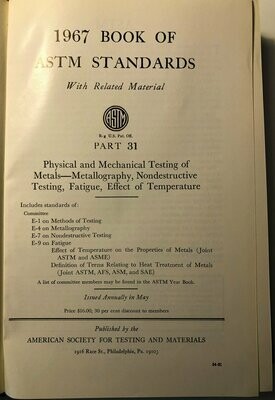 1967 BOOK OF
ASTM STANDARDS
With Related Material
ASTM
Reg U.S. Pat. Off.
PART 31
Physical and Mechanical Testing of
Metals—Metallography, Nondestructive
Testing, Fatigue, Effect of Temperature
Includes standards of:
Committee
E-1 on Methods of Testing
E-4 on Metallography
E-7 on Nondestructive Testing
E-9 on Fatigue
Effect of Temperature on the Properties of Metals (Joint
ASTM and ASME)
Definition of Terms Relating to Heat Treatment of Metals
(Joint ASTM, AFS, ASM, and SAE)
A list of committee members may be found in the ASTM Year Book.
Issued Annually in May
Price $16.00; 30 per cent discount to members
Published by the
AMERICAN SOCIETY FOR TESTING AND MATERIALS
1916 Race St., Philadelphia, Pa. 19103